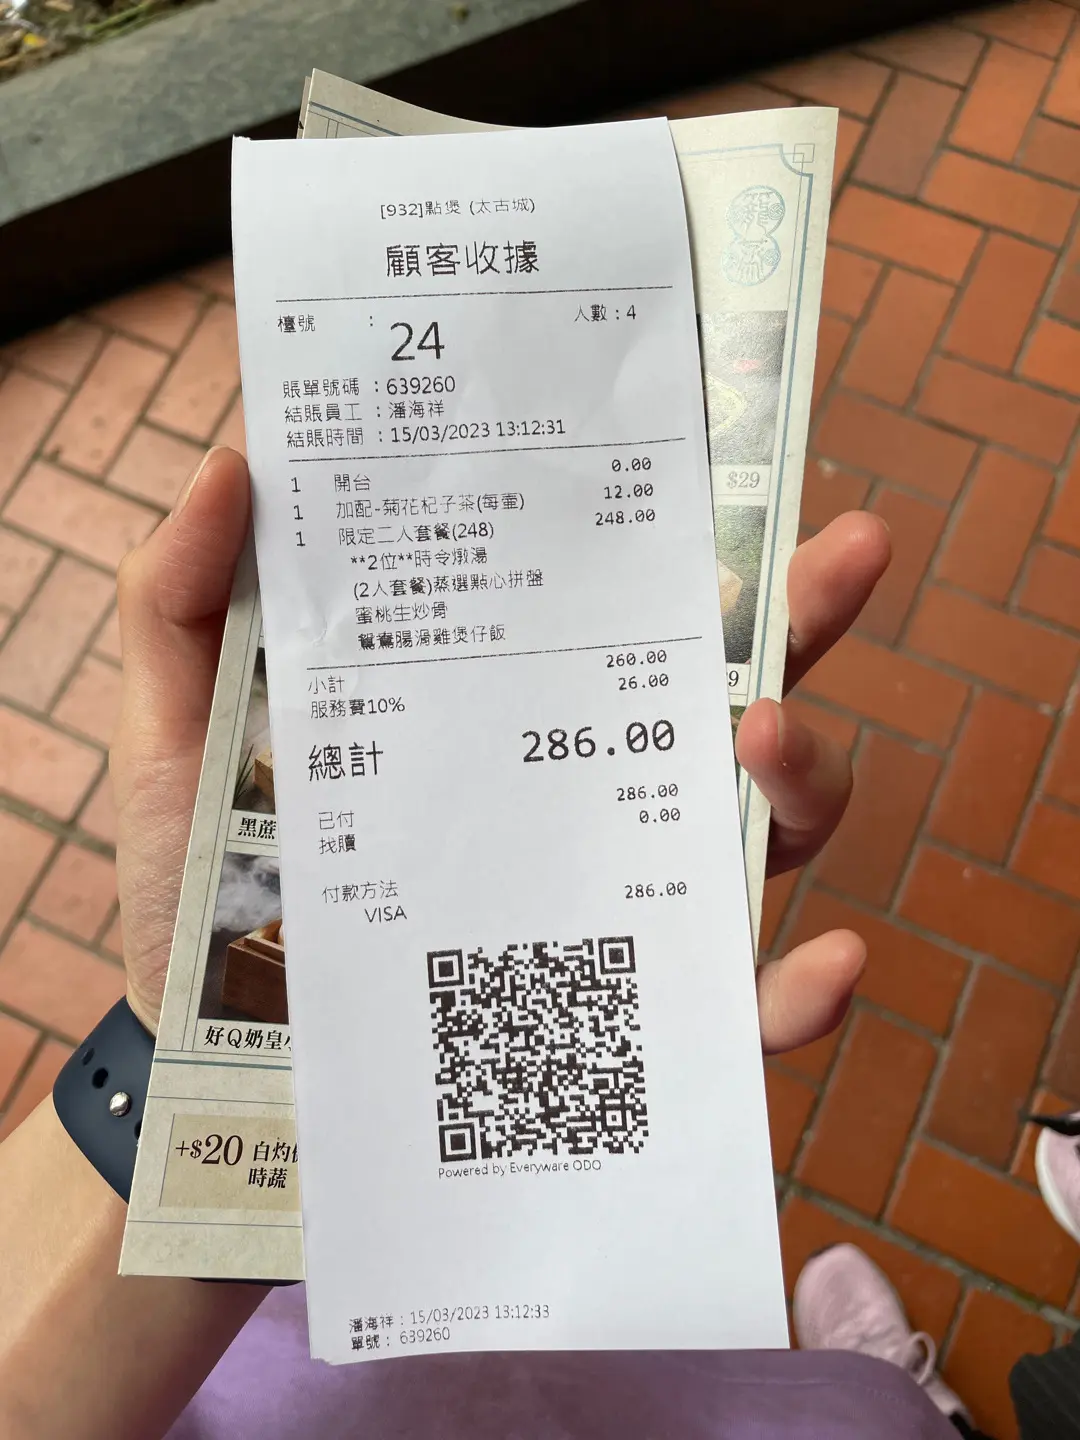 [932]點煲 (太古城)
顧客收據
檯號 : 24 人數 : 4
賬單號碼 : 639260
結賬員工 : 潘海祥
結賬時間 : 15/03/2023 13:12:31
1 開台 0.00
1 加配-菊花杞子茶(每壷) 12.00
1 限定二人套餐(248) 248.00
**2位**時令燉湯
(2人套餐)蒸選點心拼盤
蜜桃生炒骨
鴛鴦腸滑雞煲仔飯
小計 260.00
服務費10% 26.00
總計 286.00
已付 286.00
找贖 0.00
付款方法
VISA 286.00
Powered by Everyware ODO
潘海祥 : 15/03/2023 13:12:33
單號 : 639260
$29
9
黑蔗
好Q奶皇
+$20 白灼
時蔬